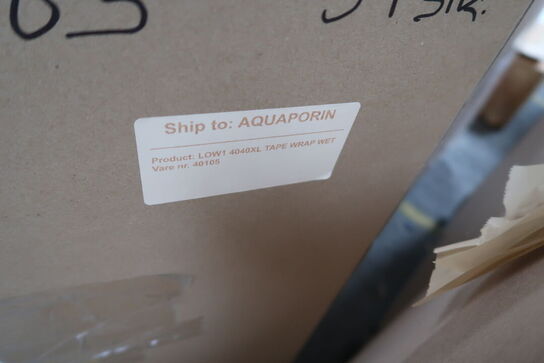 Ship to: AQUAPORIN
Product: LOW1 4040XL TAPE WRAP WET
Vare nr. 40105